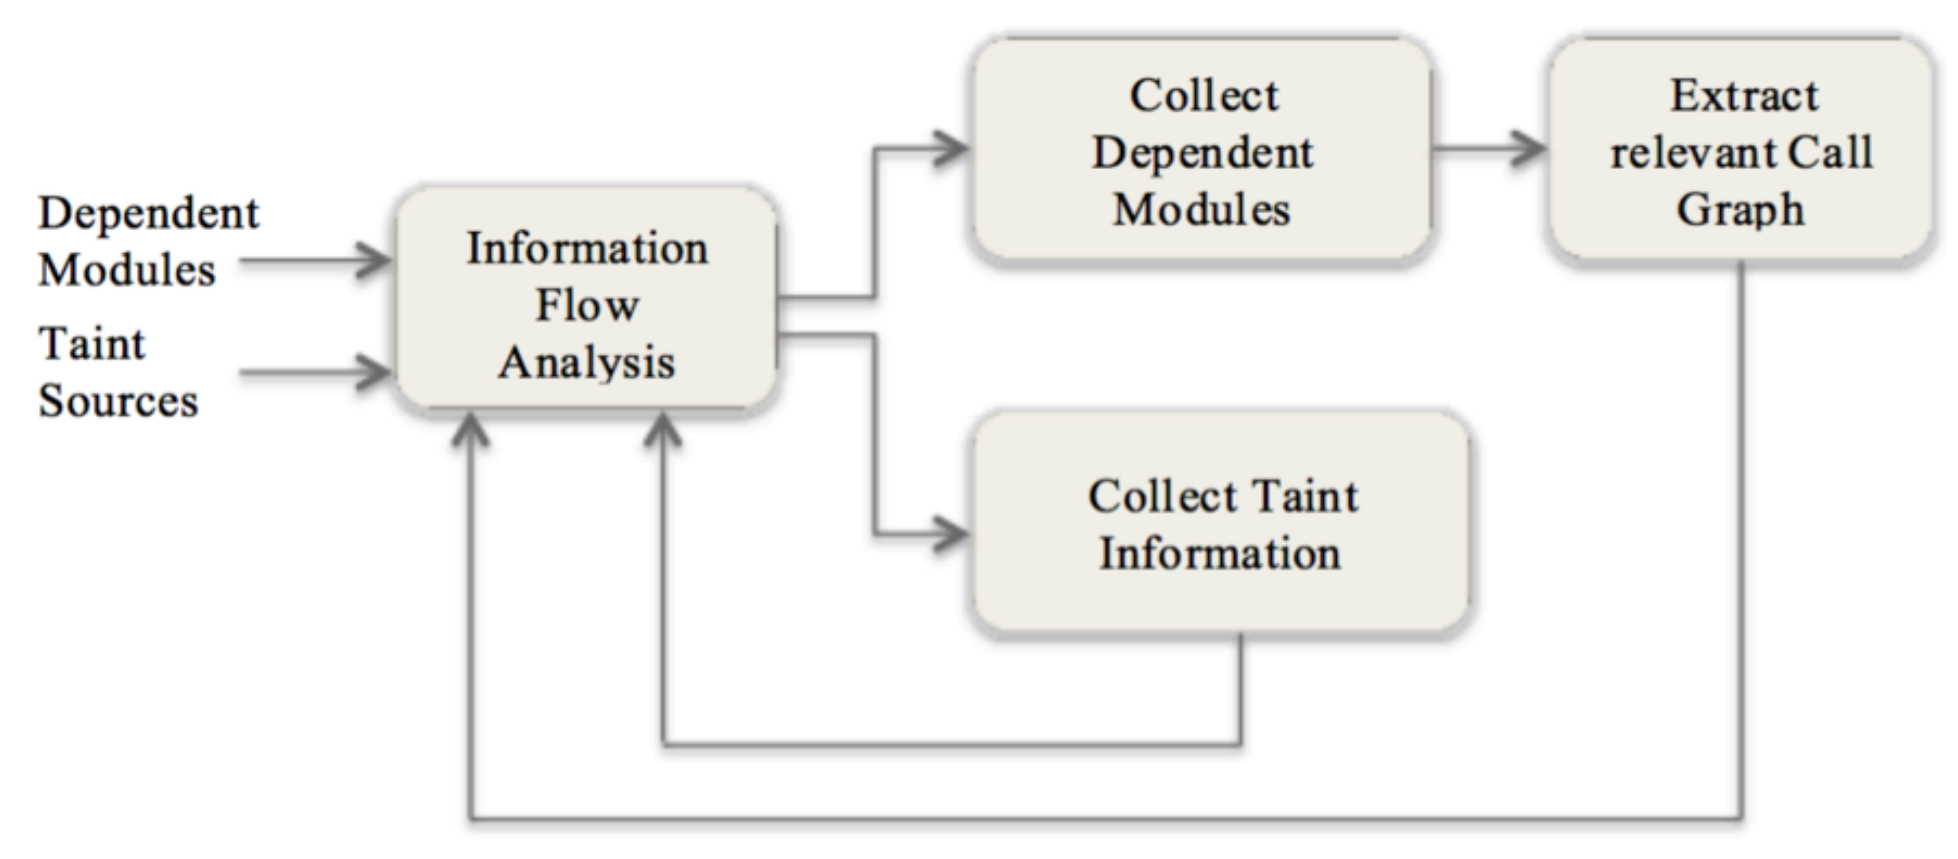 Dependent
Modules
Taint
Sources
Information
Flow
Analysis
Collect
Dependent
Modules
Extract
relevant Call
Graph
Collect Taint
Information